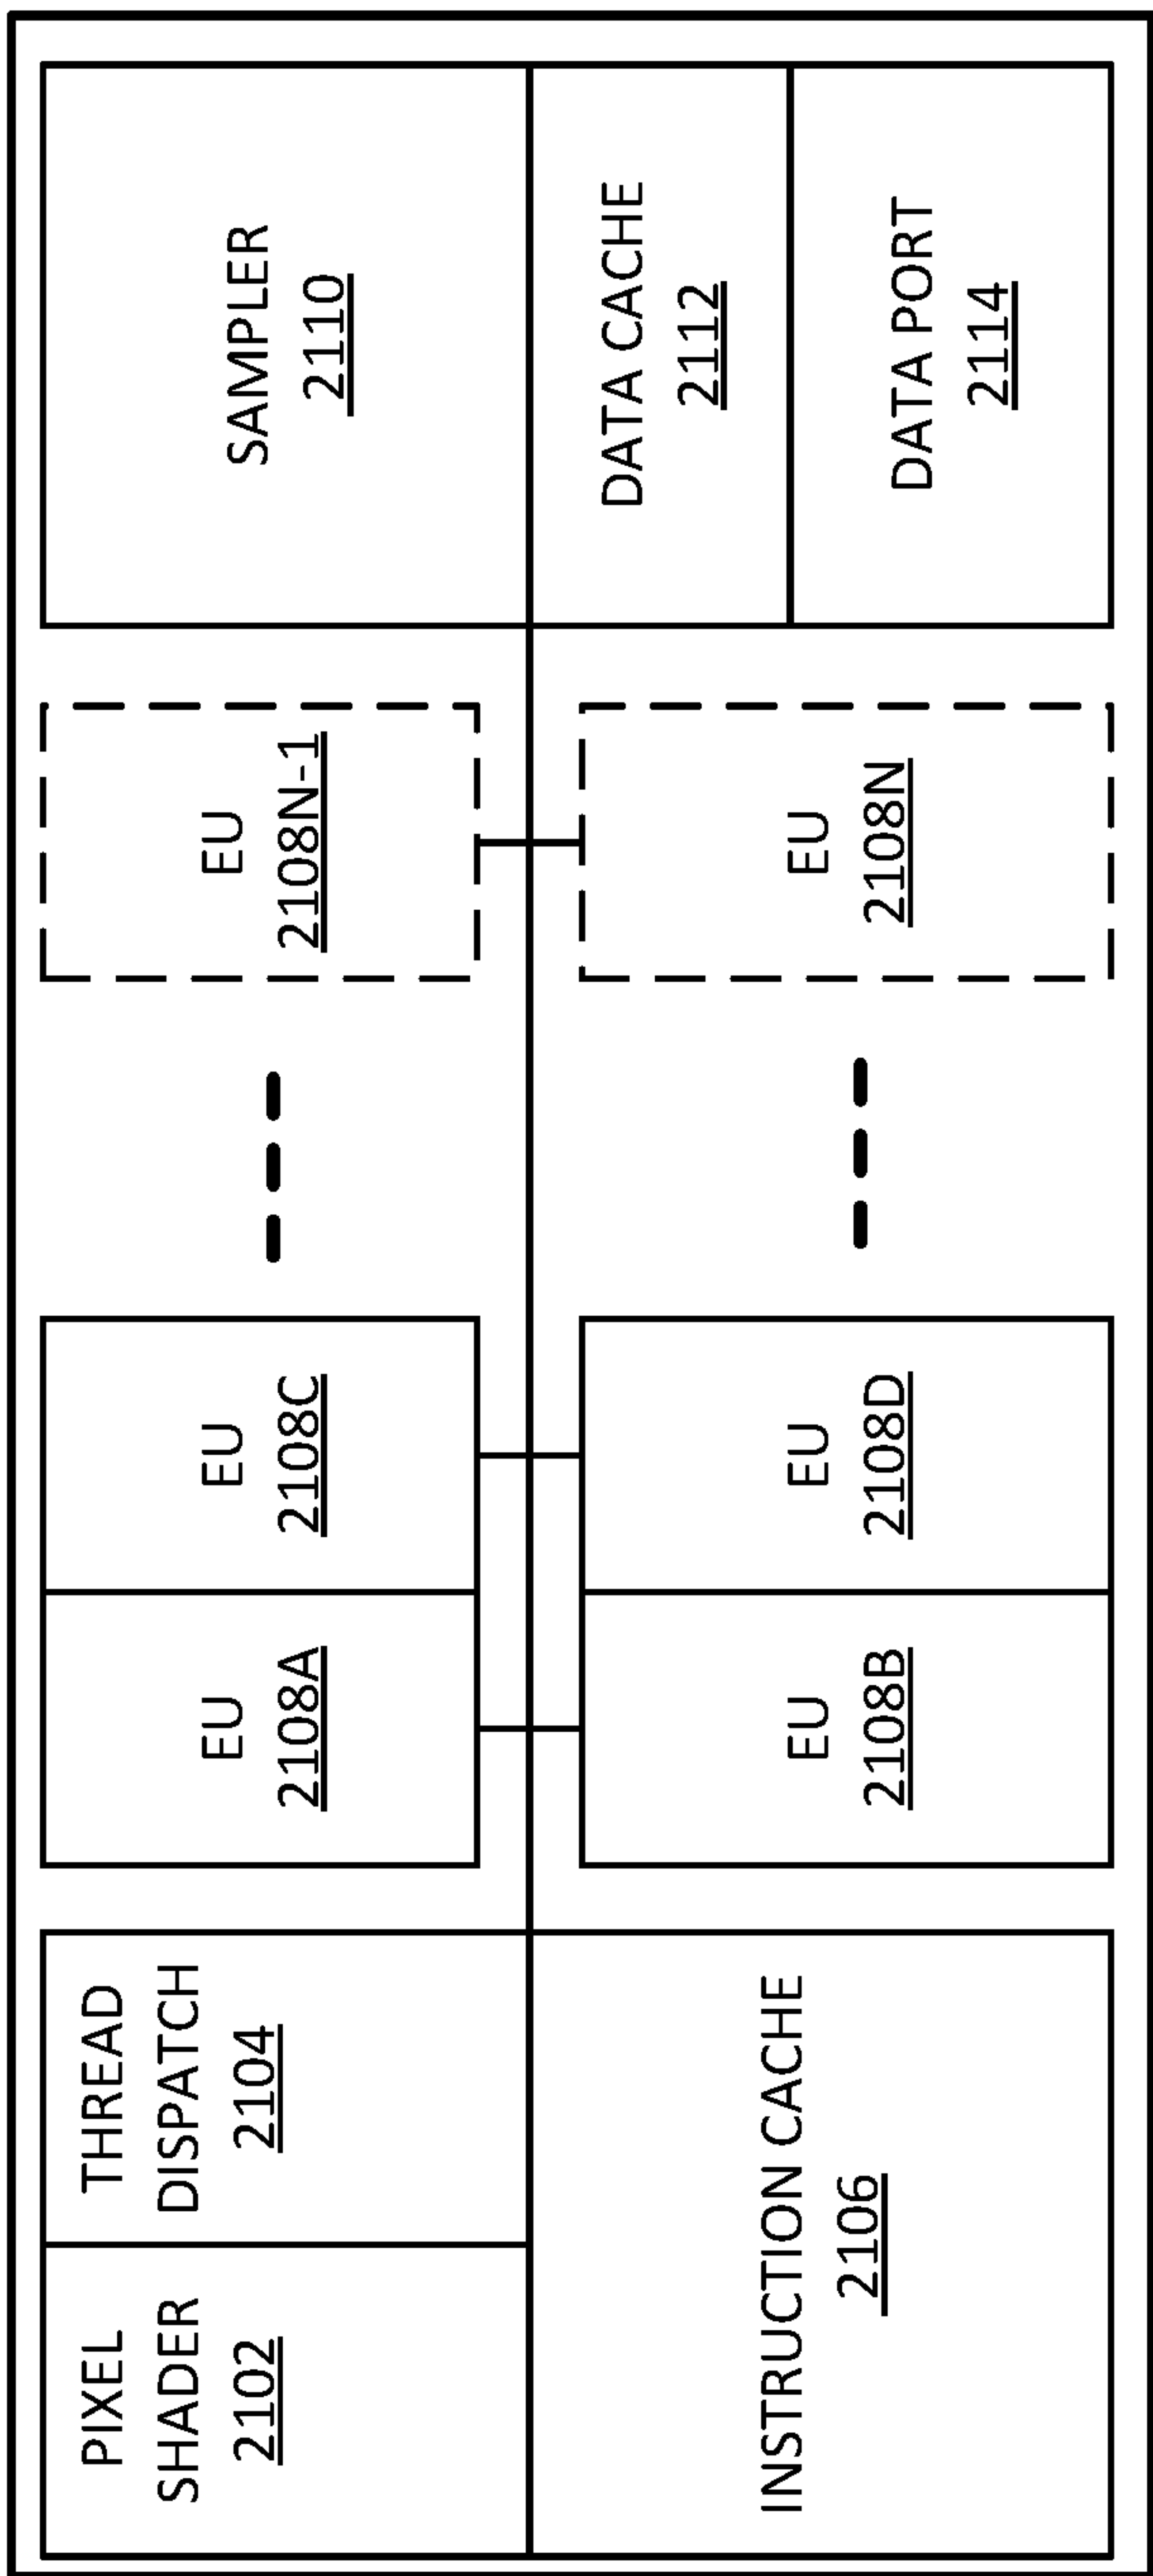 PIXEL
SHADER
2102
THREAD
DISPATCH
2104
INSTRUCTION CACHE
2106
EU
2108A
EU
2108C
EU
2108B
EU
2108D
EU
2108N-1
EU
2108N
SAMPLER
2110
DATA CACHE
2112
DATA PORT
2114